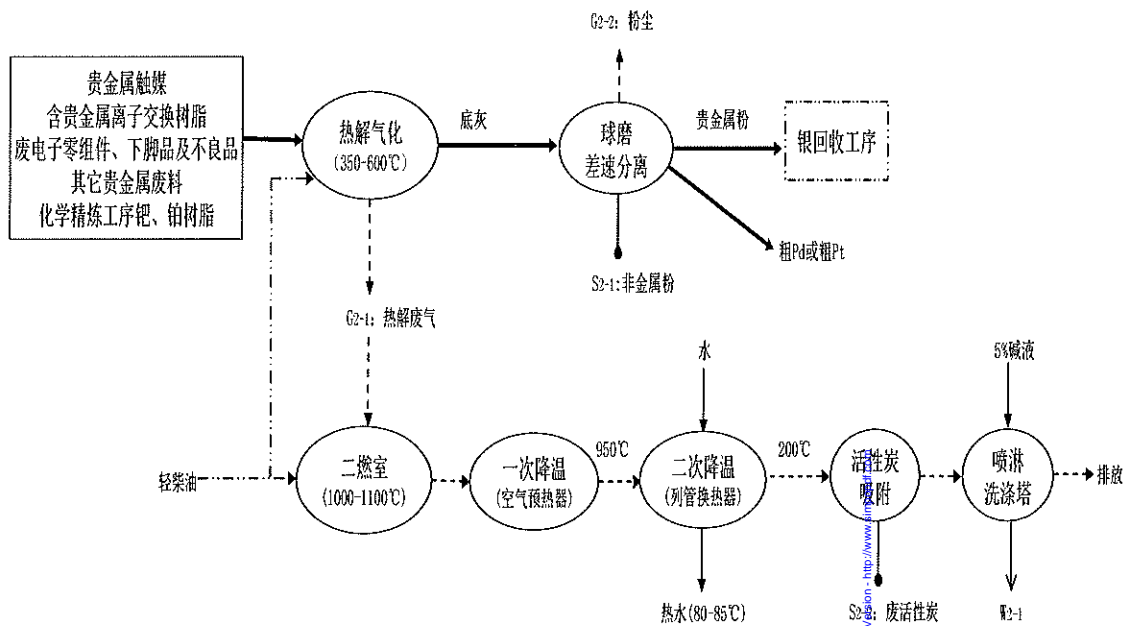 G2-2: 粉尘
贵金属触媒
含贵金属离子交换树脂
废电子零组件、下脚品及不良品
其它贵金属废料
化学精炼工序钯、铂树脂
热解气化
(350-600℃)
底灰
球磨
差速分离
贵金属粉
银回收工序
粗Pd或粗Pt
S2-1:非金属粉
G2-1: 热解废气
水
5%碱液
轻柴油
二燃室
(1000-1100℃)
一次降温
(空气预热器)
950℃
二次降温
(列管换热器)
200℃
活性炭
吸附
喷淋
洗涤塔
排放
热水(80-85℃)
: 废活性炭
W2-1